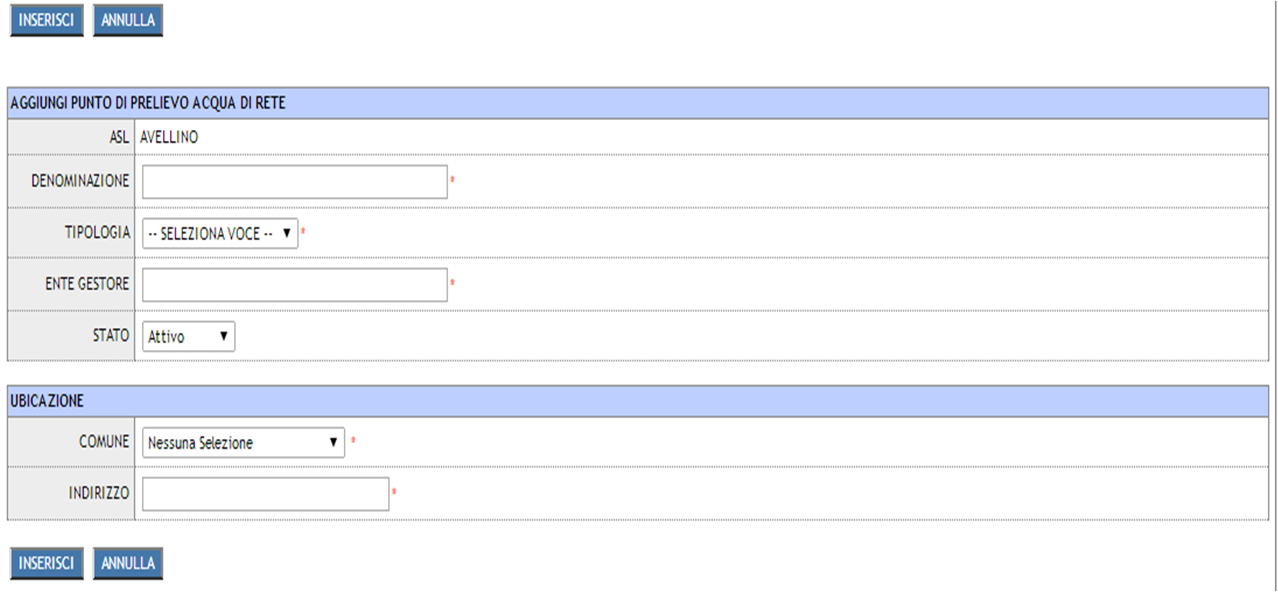 INSERISCI ANNULLA
AGGIUNGI PUNTO DI PRELIEVO ACQUA DI RETE
ASL AVELLINO
DENOMINAZIONE *
TIPOLOGIA -- SELEZIONA VOCE -- ▼ *
ENTE GESTORE *
STATO Attivo ▼
UBICAZIONE
COMUNE Nessuna Selezione ▼ *
INDIRIZZO *
INSERISCI ANNULLA